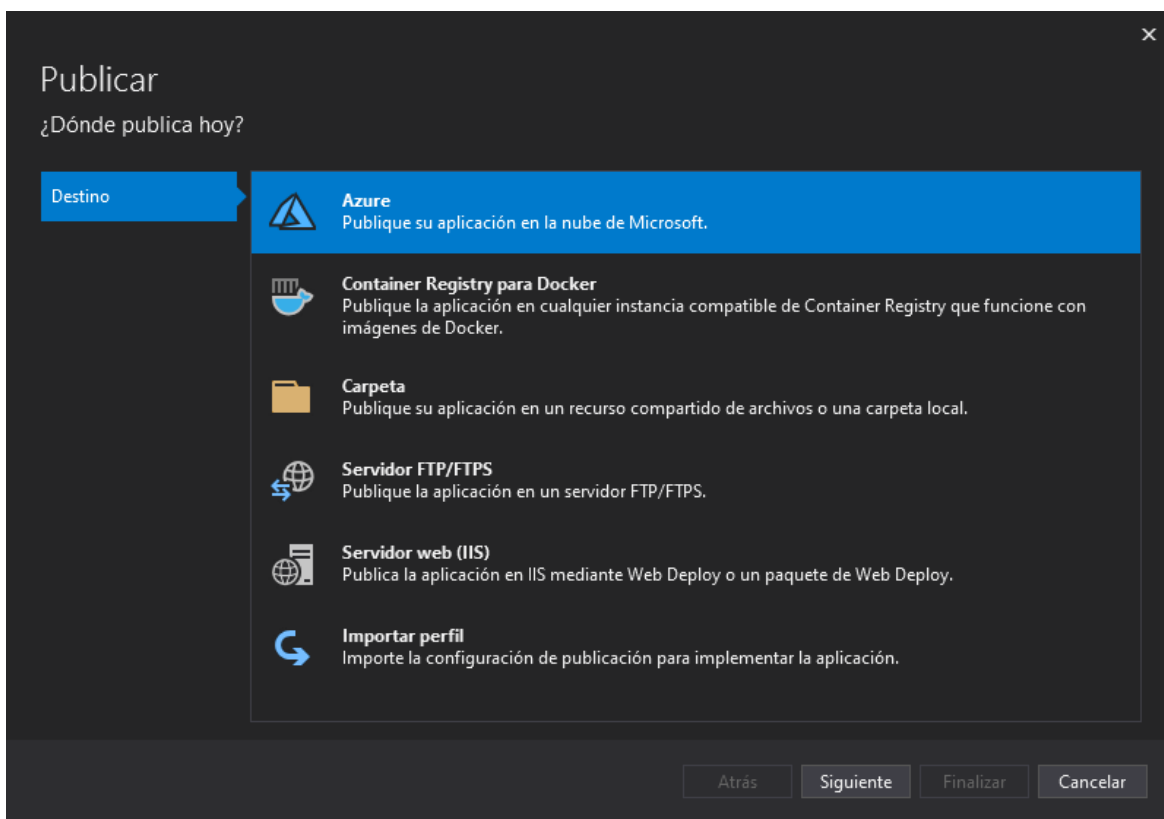 Publicar
¿Dónde publica hoy?
Destino
Azure
Publique su aplicación en la nube de Microsoft.
Container Registry para Docker
Publique la aplicación en cualquier instancia compatible de Container Registry que funcione con
imágenes de Docker.
Carpeta
Publique su aplicación en un recurso compartido de archivos o una carpeta local.
Servidor FTP/FTPS
Publique la aplicación en un servidor FTP/FTPS.
Servidor web (IIS)
Publica la aplicación en IIS mediante Web Deploy o un paquete de Web Deploy.
Importar perfil
Importe la configuración de publicación para implementar la aplicación.
Atrás Siguiente Finalizar Cancelar